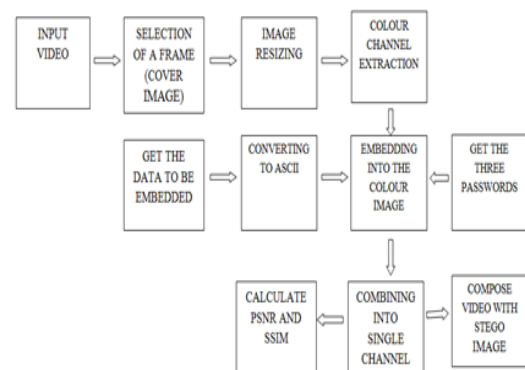 INPUT
VIDEO
SELECTION
OF A FRAME
(COVER
IMAGE)
IMAGE
RESIZING
COLOUR
CHANNEL
EXTRACTION
GET THE
DATA TO BE
EMBEDDED
CONVERTING
TO ASCII
EMBEDDING
INTO THE
COLOUR
IMAGE
GET THE
THREE
PASSWORDS
CALCULATE
PSNR AND
SSIM
COMBINING
INTO
SINGLE
CHANNEL
COMPOSE
VIDEO WITH
STEGO
IMAGE